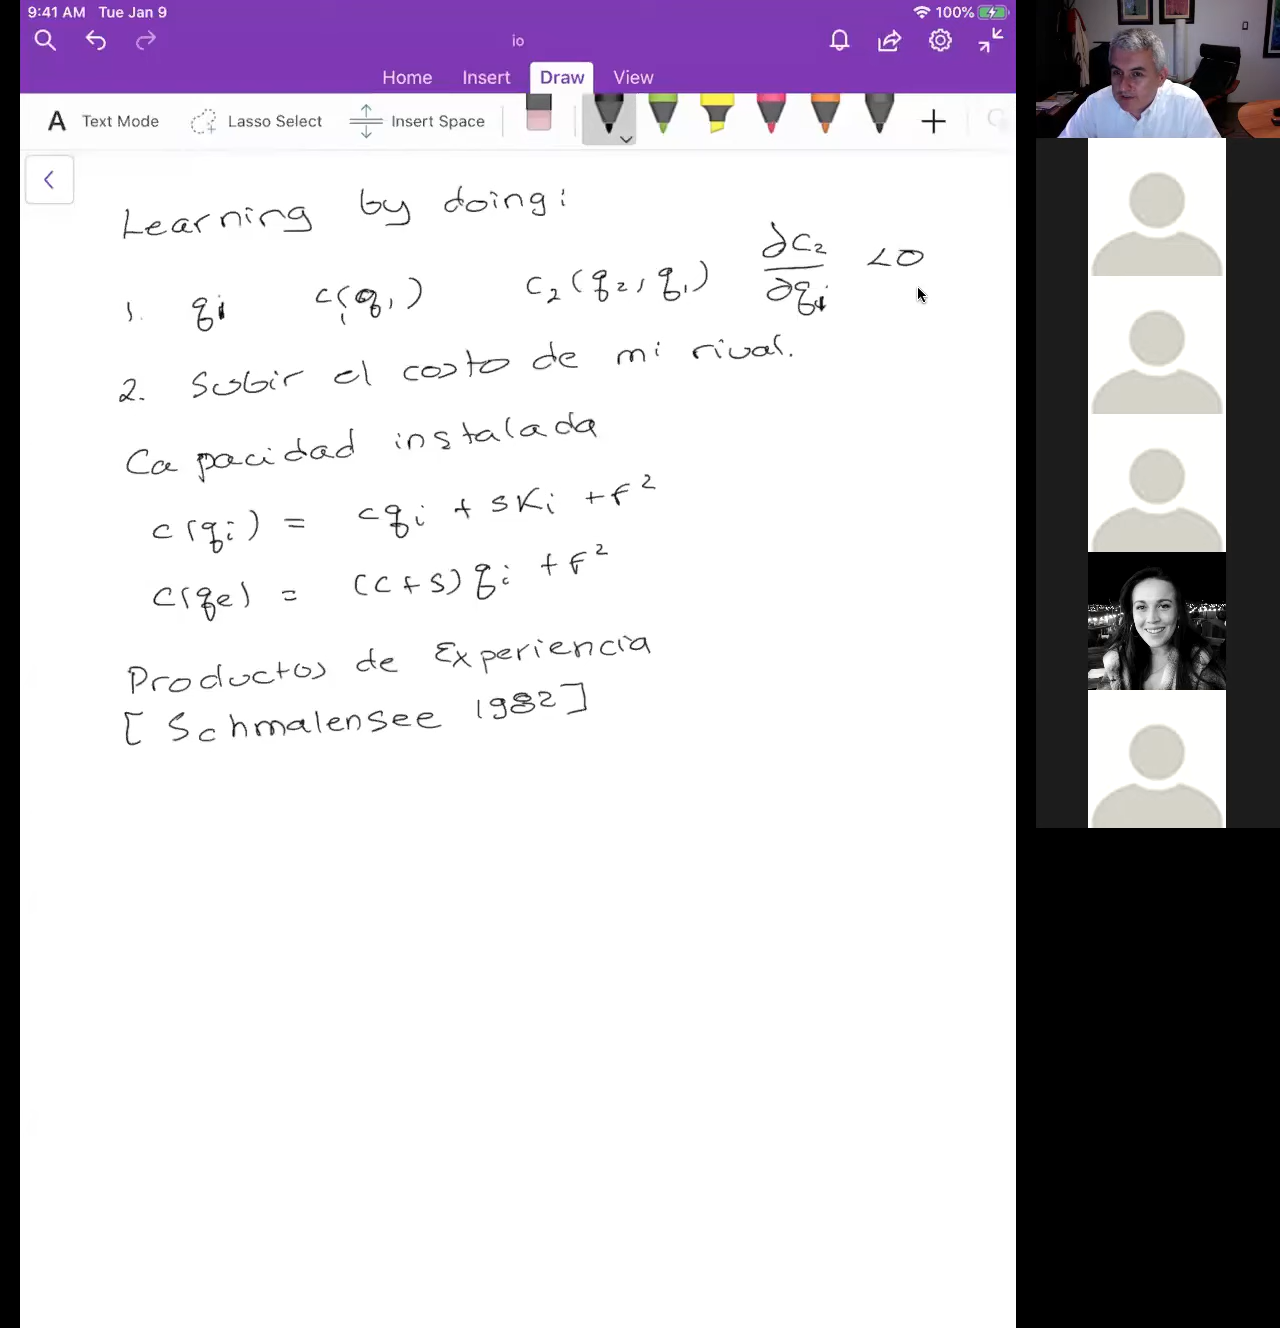 9:41 AM Tue Jan 9
100%
io
Home Insert Draw View
A Text Mode Lasso Select Insert Space
Learning by doing:
1. qi c₁(q₁) c₂(q₂, q₁) ∂c₂/∂qi <0
2. Subir el costo de mi rival.
Capacidad instalada
c(qi) = cqi + sKi + F²
c(qe) = (c+s)qi + F²
Productos de Experiencia
[Schmalensee 1982]